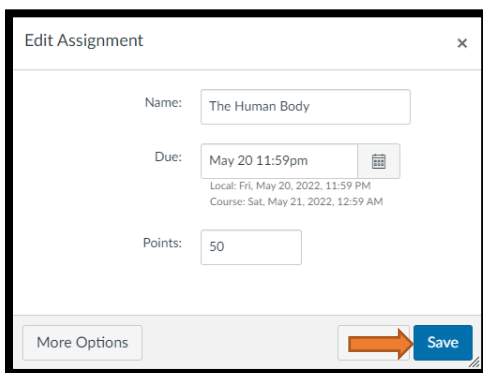 Edit Assignment ×
Name: The Human Body
Due: May 20 11:59pm
Local: Fri, May 20, 2022, 11:59 PM
Course: Sat, May 21, 2022, 12:59 AM
Points: 50
More Options Save